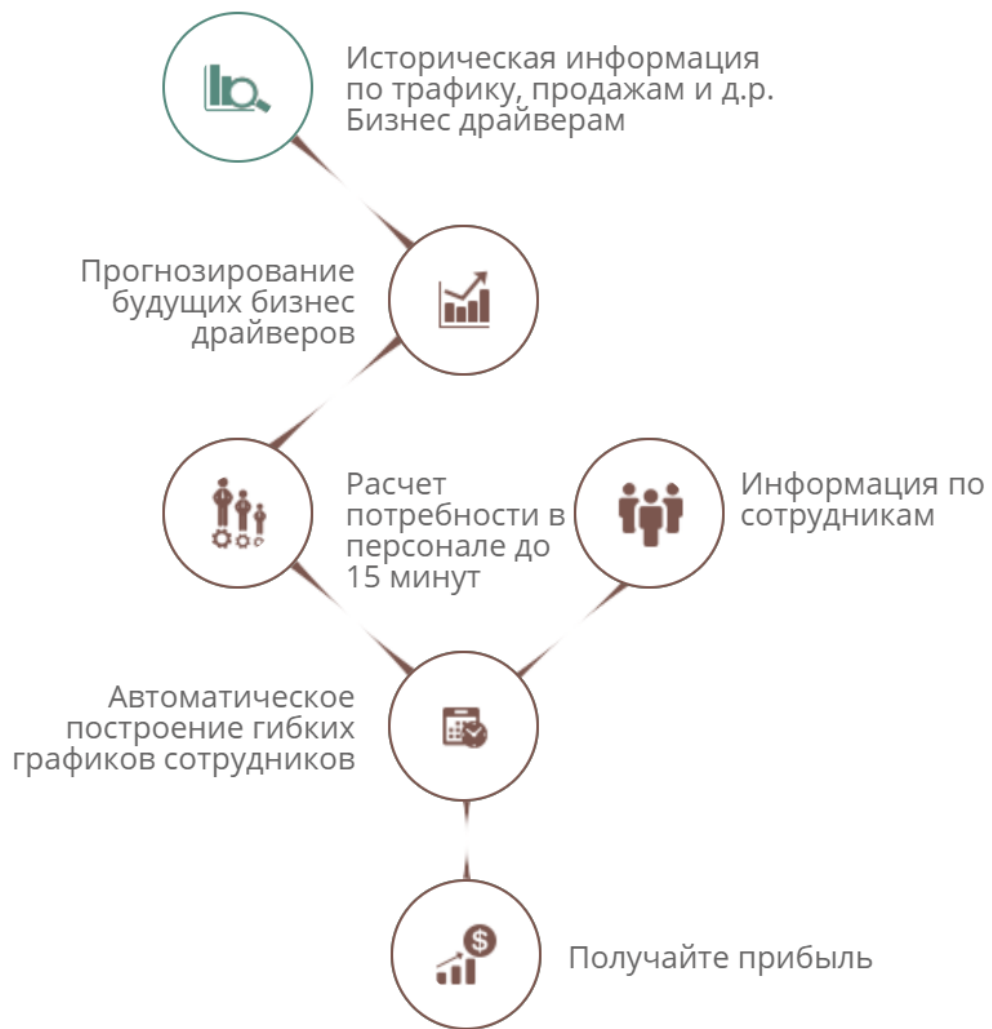 Историческая информация
по трафику, продажам и д.р.
Бизнес драйверам
Прогнозирование
будущих бизнес
драйверов
Расчет
потребности в
персонале до
15 минут
Информация по
сотрудникам
Автоматическое
построение гибких
графиков сотрудников
$
Получайте прибыль